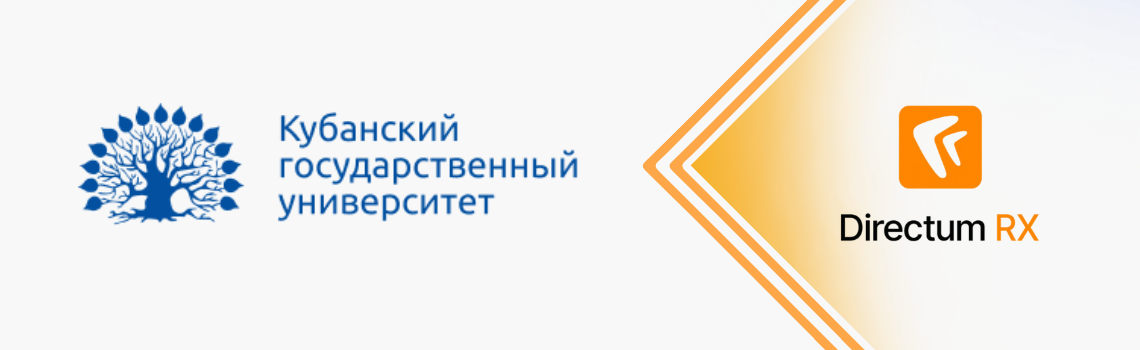 Кубанский
государственный
университет
Directum RX